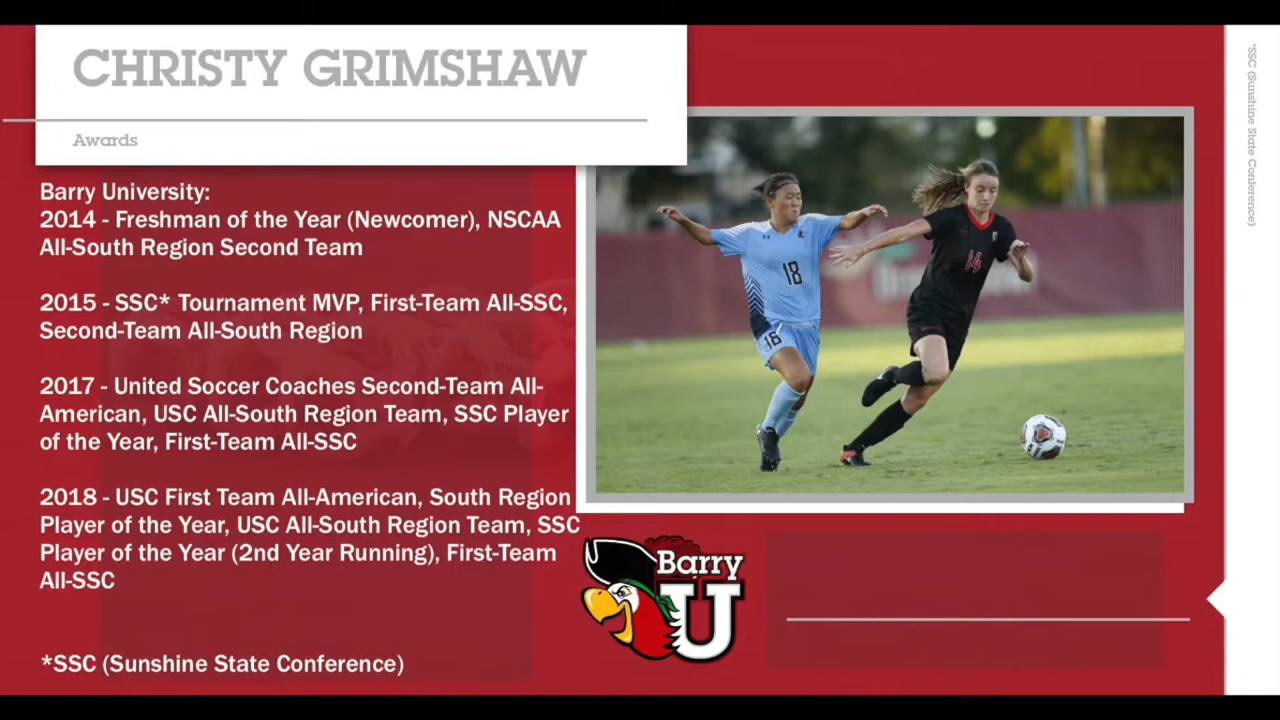 CHRISTY GRIMSHAW
Awards
Barry University:
2014 - Freshman of the Year (Newcomer), NSCAA
All-South Region Second Team
2015 - SSC* Tournament MVP, First-Team All-SSC,
Second-Team All-South Region
2017 - United Soccer Coaches Second-Team All-
American, USC All-South Region Team, SSC Player
of the Year, First-Team All-SSC
2018 - USC First Team All-American, South Region
Player of the Year, USC All-South Region Team, SSC
Player of the Year (2nd Year Running), First-Team
All-SSC
*SSC (Sunshine State Conference)
18
18
14
Barry
U
*SSC (Sunshine State Conference)